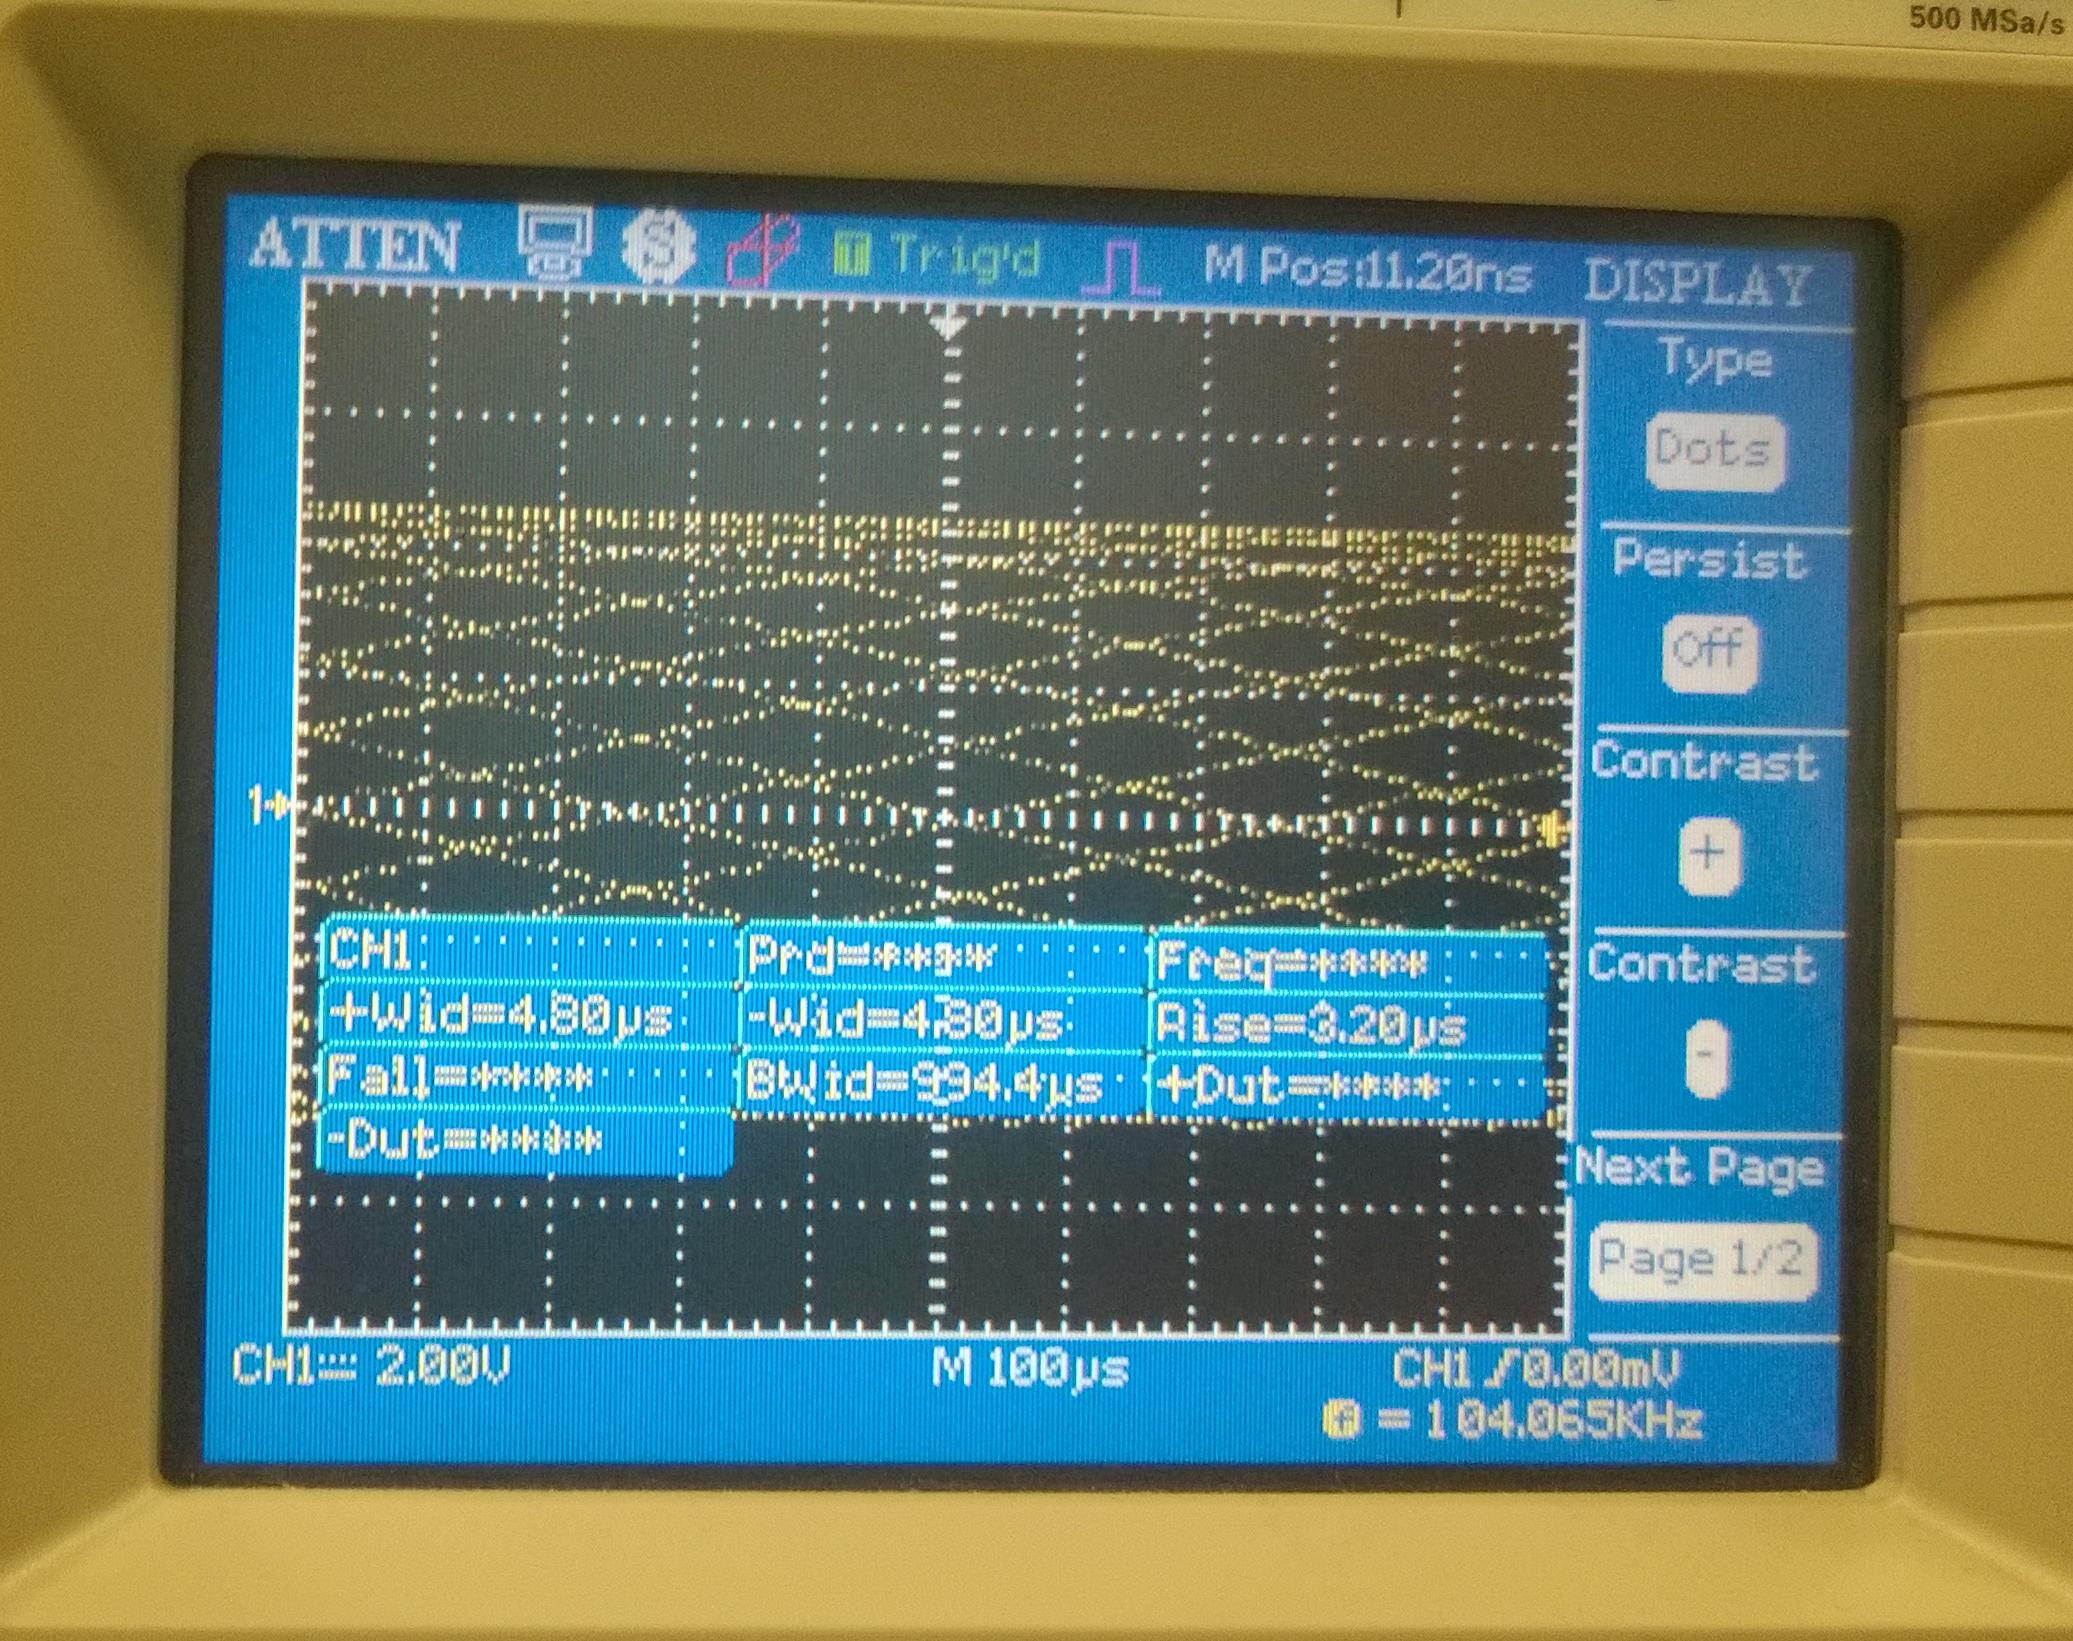 500 MSa/s
ATTEN S T Trig'd M Pos:11.20ns DISPLAY
Type
Dots
Persist
Off
Contrast
+
Contrast
-
Next Page
Page 1/2
1
CH1: Prd=**** Freq=****
+Wid=4.80µs -Wid=4.80µs Rise=3.20µs
Fall=**** BWid=994.4µs +Dut=****
-Dut=****
CH1 2.00V M 100µs CH1 0.00mV
= 104.065KHz